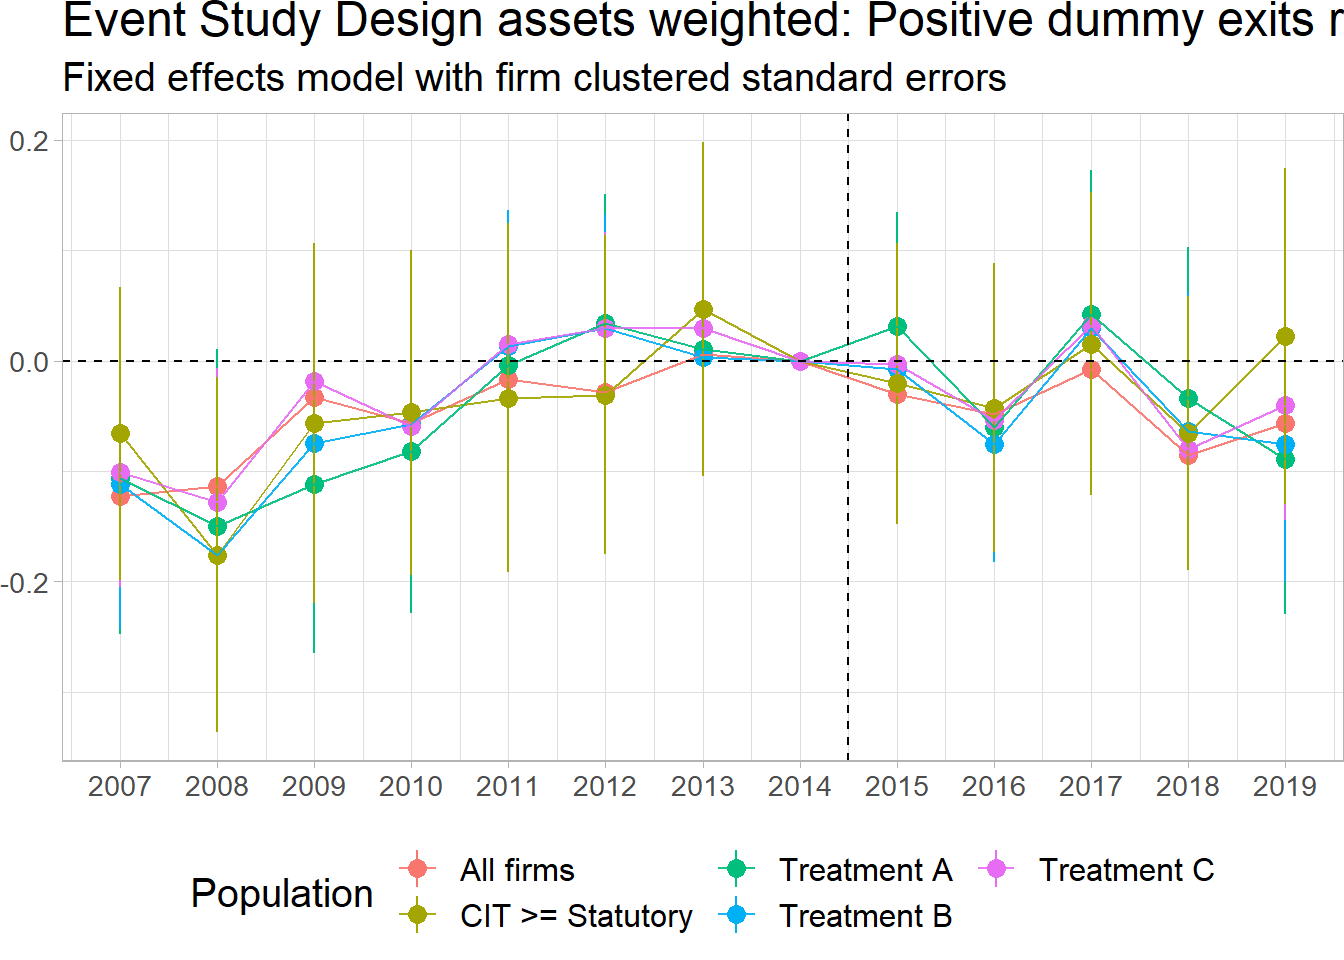 Event Study Design assets weighted: Positive dummy exits
Fixed effects model with firm clustered standard errors
0.2
0.0
-0.2
2007 2008 2009 2010 2011 2012 2013 2014 2015 2016 2017 2018 2019
Population
All firms
CIT >= Statutory
Treatment A
Treatment B
Treatment C